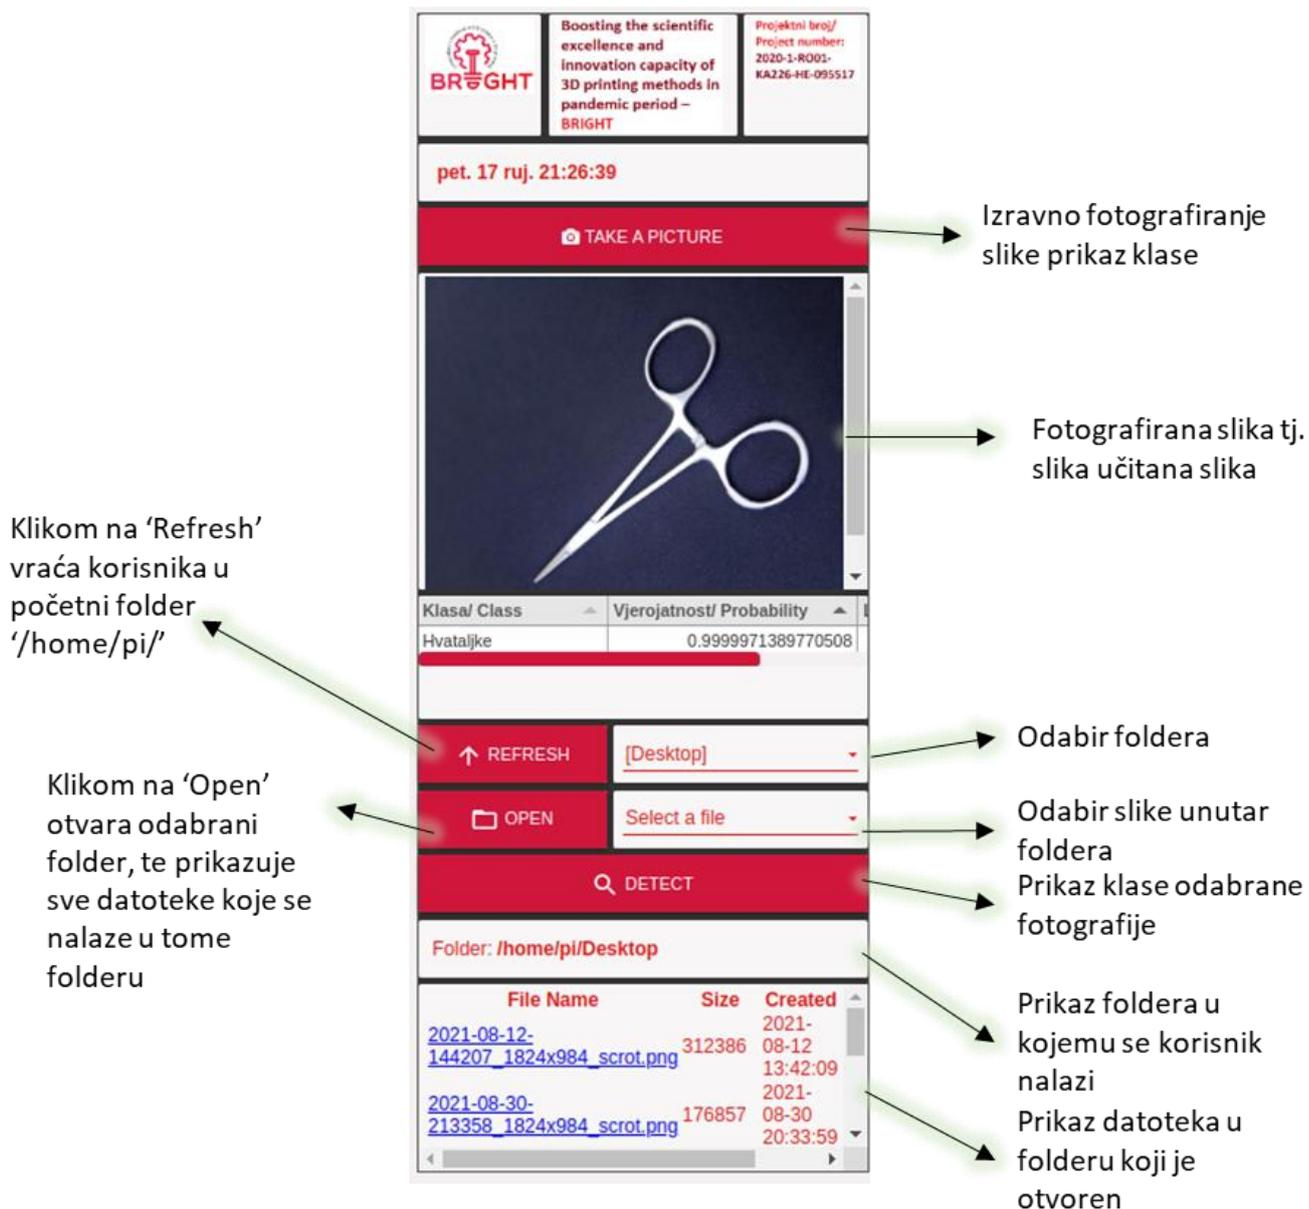 BRIGHT
Boosting the scientific
excellence and
innovation capacity of
3D printing methods in
pandemic period –
BRIGHT
Projektni broj/
Project number:
2020-1-RO01-
KA226-HE-095517
pet. 17 ruj. 21:26:39
TAKE A PICTURE
Izravno fotografiranje
slike prikaz klase
Fotografirana slika tj.
slika učitana slika
Klikom na ‘Refresh’
vraća korisnika u
početni folder
‘/home/pi/’
Klasa/ Class
Vjerojatnost/ Probability
Hvataljke
0.9999971389770508
REFRESH
[Desktop]
Odabir foldera
Klikom na ‘Open’
otvara odabrani
folder, te prikazuje
sve datoteke koje se
nalaze u tome
folderu
OPEN
Select a file
Odabir slike unutar
foldera
DETECT
Prikaz klase odabrane
fotografije
Folder: /home/pi/Desktop
Prikaz foldera u
kojemu se korisnik
nalazi
File Name
Size
Created
2021-08-12-
144207_1824x984_scrot.png
312386
2021-
08-12
13:42:09
2021-08-30-
213358_1824x984_scrot.png
176857
2021-
08-30
20:33:59
Prikaz datoteka u
folderu koji je
otvoren